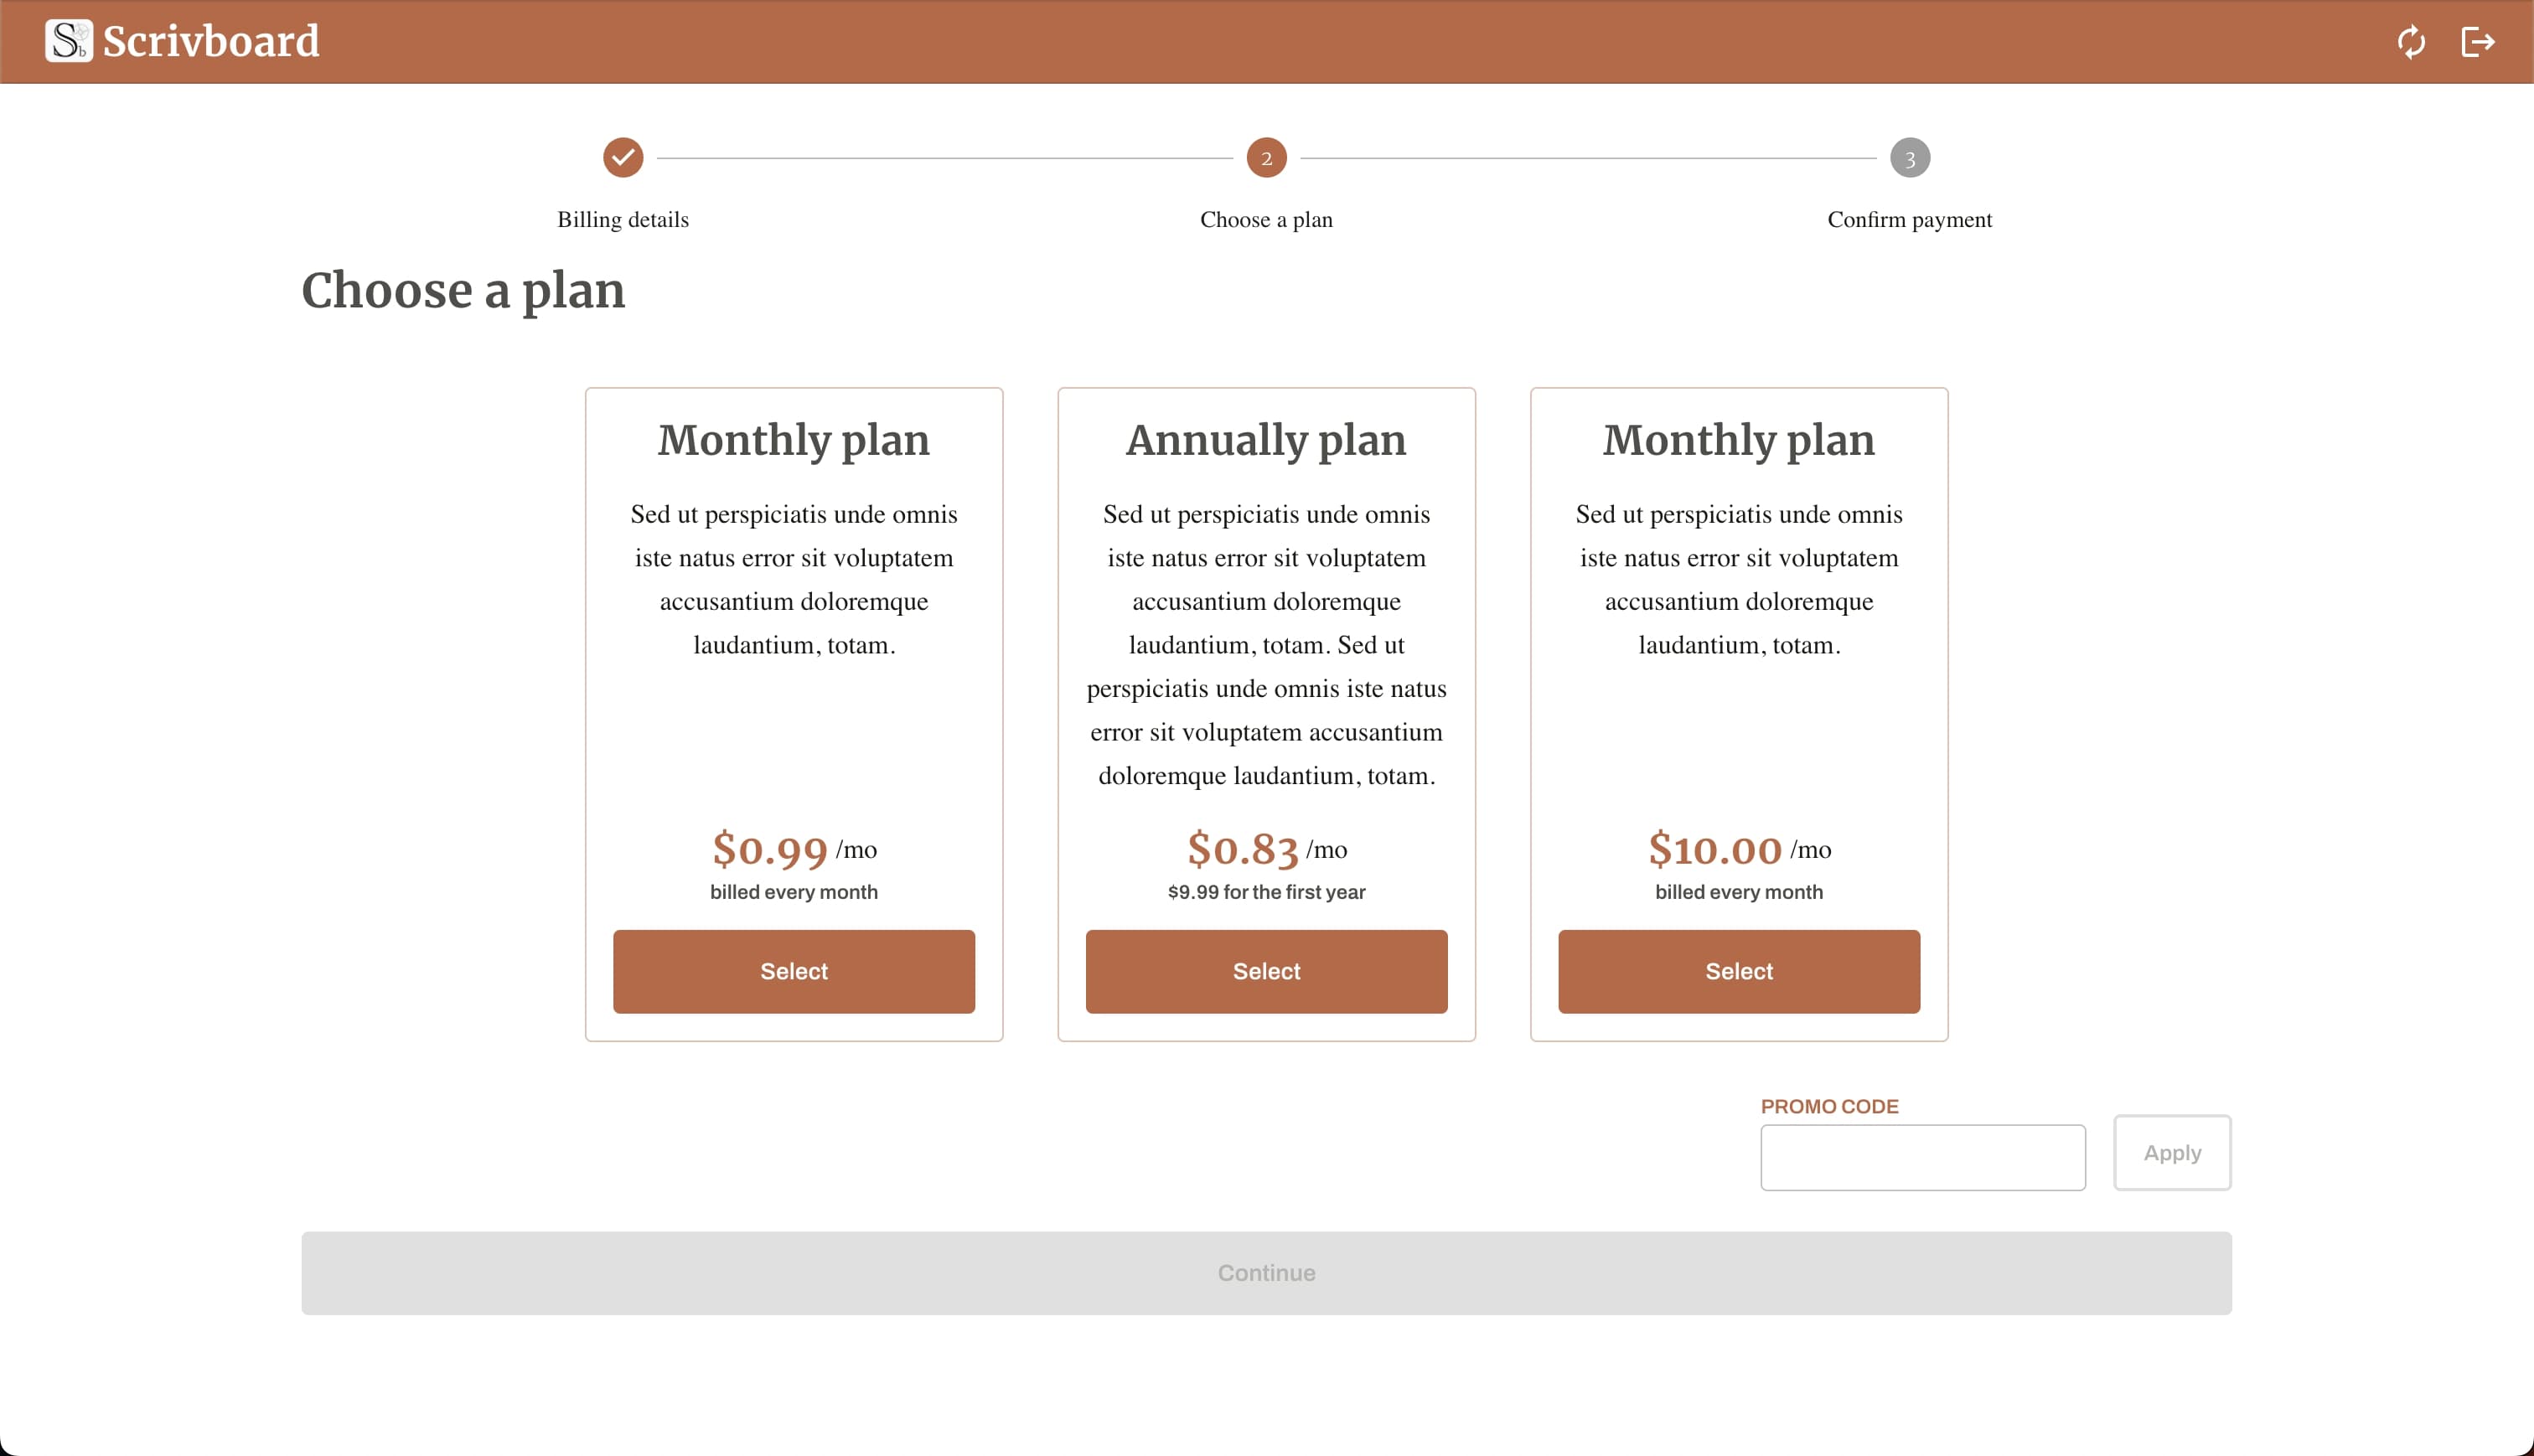 Sb Scrivboard
2 3
Billing details Choose a plan Confirm payment
Choose a plan
Monthly plan
Sed ut perspiciatis unde omnis
iste natus error sit voluptatem
accusantium doloremque
laudantium, totam.
$0.99 /mo
billed every month
Select
Annually plan
Sed ut perspiciatis unde omnis
iste natus error sit voluptatem
accusantium doloremque
laudantium, totam. Sed ut
perspiciatis unde omnis iste natus
error sit voluptatem accusantium
doloremque laudantium, totam.
$0.83 /mo
$9.99 for the first year
Select
Monthly plan
Sed ut perspiciatis unde omnis
iste natus error sit voluptatem
accusantium doloremque
laudantium, totam.
$10.00 /mo
billed every month
Select
PROMO CODE
Apply
Continue